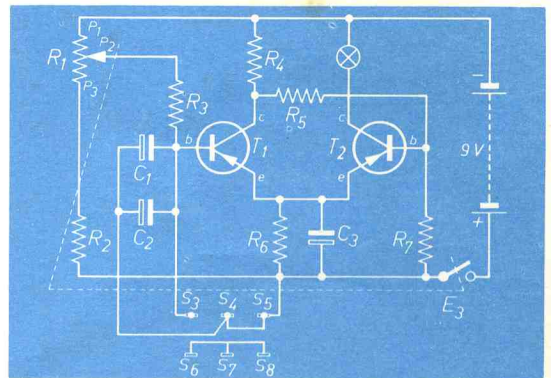 P₁
P₂
R₁
P₃
R₄
R₃
R₅
b
c
T₁
e
c
T₂
b
e
−
9V
+
C₁
C₂
R₂
R₆
C₃
R₇
E₃
S₃ S₄ S₅
S₆ S₇ S₈